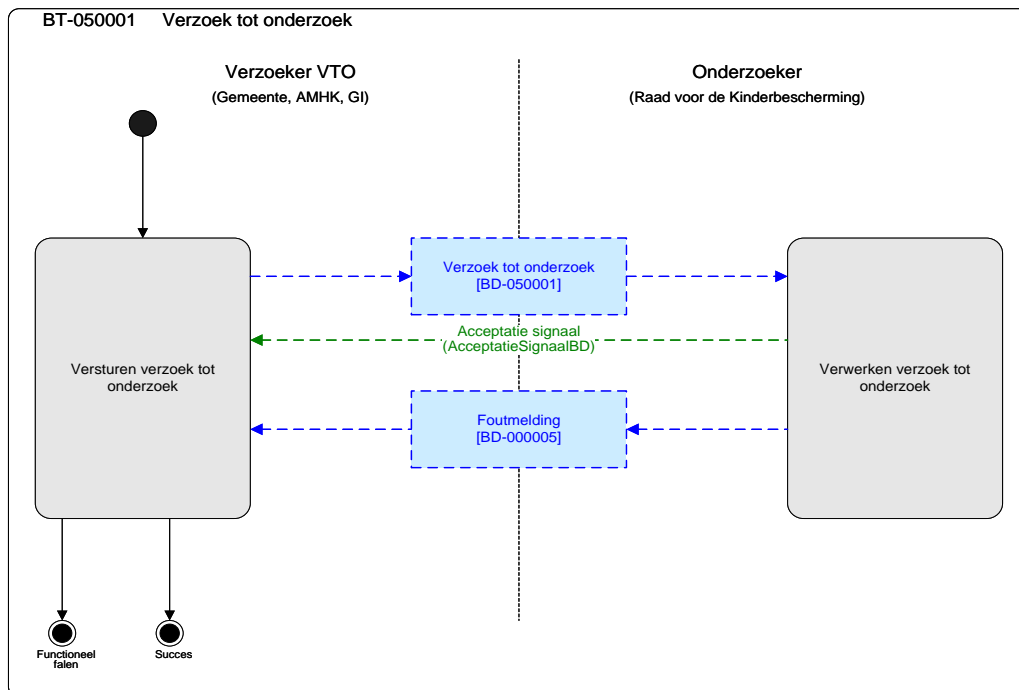 BT-050001 Verzoek tot onderzoek
Verzoeker VTO
(Gemeente, AMHK, GI)
Onderzoeker
(Raad voor de Kinderbescherming)
Verzoek tot onderzoek
[BD-050001]
Acceptatie signaal
(AcceptatieSignaalBD)
Versturen verzoek tot
onderzoek
Verwerken verzoek tot
onderzoek
Foutmelding
[BD-000005]
Functioneel
falen
Succes